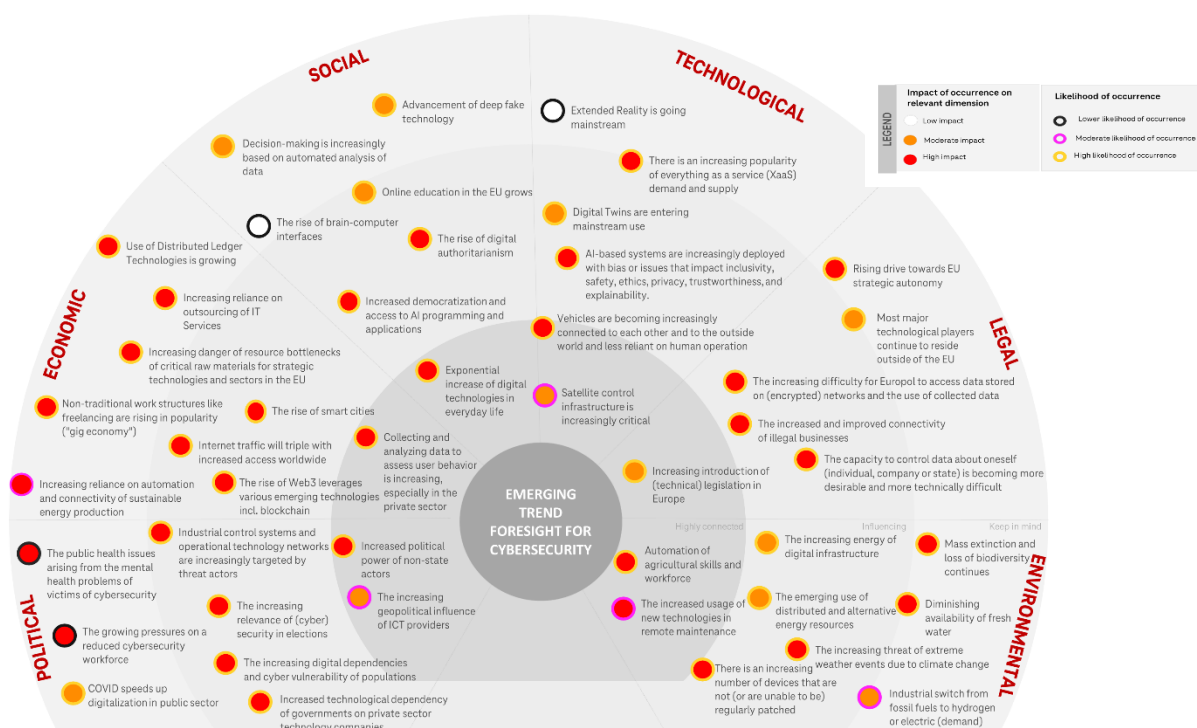 SOCIAL
TECHNOLOGICAL
LEGEND
Impact of occurrence on
relevant dimension
Low impact
Moderate impact
High impact
Likelihood of occurrence
Lower likelihood of occurrence
Moderate likelihood of occurrence
High likelihood of occurrence
Advancement of deep fake
technology
Extended Reality is going
mainstream
Decision-making is increasingly
based on automated analysis of
data
There is an increasing popularity
of everything as a service (XaaS)
demand and supply
Online education in the EU grows
Digital Twins are entering
mainstream use
The rise of brain-computer
interfaces
The rise of digital
authoritarianism
Use of Distributed Ledger
Technologies is growing
AI-based systems are increasingly deployed
with bias or issues that impact inclusivity,
safety, ethics, privacy, trustworthiness, and
explainability.
Rising drive towards EU
strategic autonomy
ECONOMIC
Increasing reliance on
outsourcing of IT
Services
Increased democratization and
access to AI programming and
applications
Vehicles are becoming increasingly
connected to each other and to the outside
world and less reliant on human operation
Most major
technological players
continue to reside
outside of the EU
LEGAL
Increasing danger of resource bottlenecks
of critical raw materials for strategic
technologies and sectors in the EU
Exponential
increase of digital
technologies in
everyday life
Satellite control
infrastructure is
increasingly critical
The increasing difficulty for Europol to access data stored
on (encrypted) networks and the use of collected data
Non-traditional work structures like
freelancing are rising in popularity
("gig economy")
The rise of smart cities
The increased and improved connectivity
of illegal businesses
Internet traffic will triple with
increased access worldwide
Collecting and
analyzing data to
assess user behavior
is increasing,
especially in the
private sector
The capacity to control data about oneself
(individual, company or state) is becoming more
desirable and more technically difficult
Increasing reliance on automation
and connectivity of sustainable
energy production
The rise of Web3 leverages
various emerging technologies
incl. blockchain
Increasing introduction of
(technical) legislation in
Europe
EMERGING
TREND
FORESIGHT FOR
CYBERSECURITY
Highly connected
Influencing
Keep in mind
Industrial control systems and
operational technology networks
are increasingly targeted by
threat actors
Increased political
power of non-state
actors
Automation of
agricultural skills and
workforce
The increasing energy of
digital infrastructure
Mass extinction and
loss of biodiversity
continues
The public health issues
arising from the mental
health problems of
victims of cybersecurity
The increasing
geopolitical influence
of ICT providers
The increased usage of
new technologies in
remote maintenance
The emerging use of
distributed and alternative
energy resources
Diminishing
availability of fresh
water
ENVIRONMENTAL
POLITICAL
The increasing
relevance of (cyber)
security in elections
The growing pressures on a
reduced cybersecurity
workforce
The increasing threat of extreme
weather events due to climate change
The increasing digital dependencies
and cyber vulnerability of populations
There is an increasing
number of devices that are
not (or are unable to be)
regularly patched
COVID speeds up
digitalization in public sector
Increased technological dependency
of governments on private sector
technology companies
Industrial switch from
fossil fuels to hydrogen
or electric (demand)